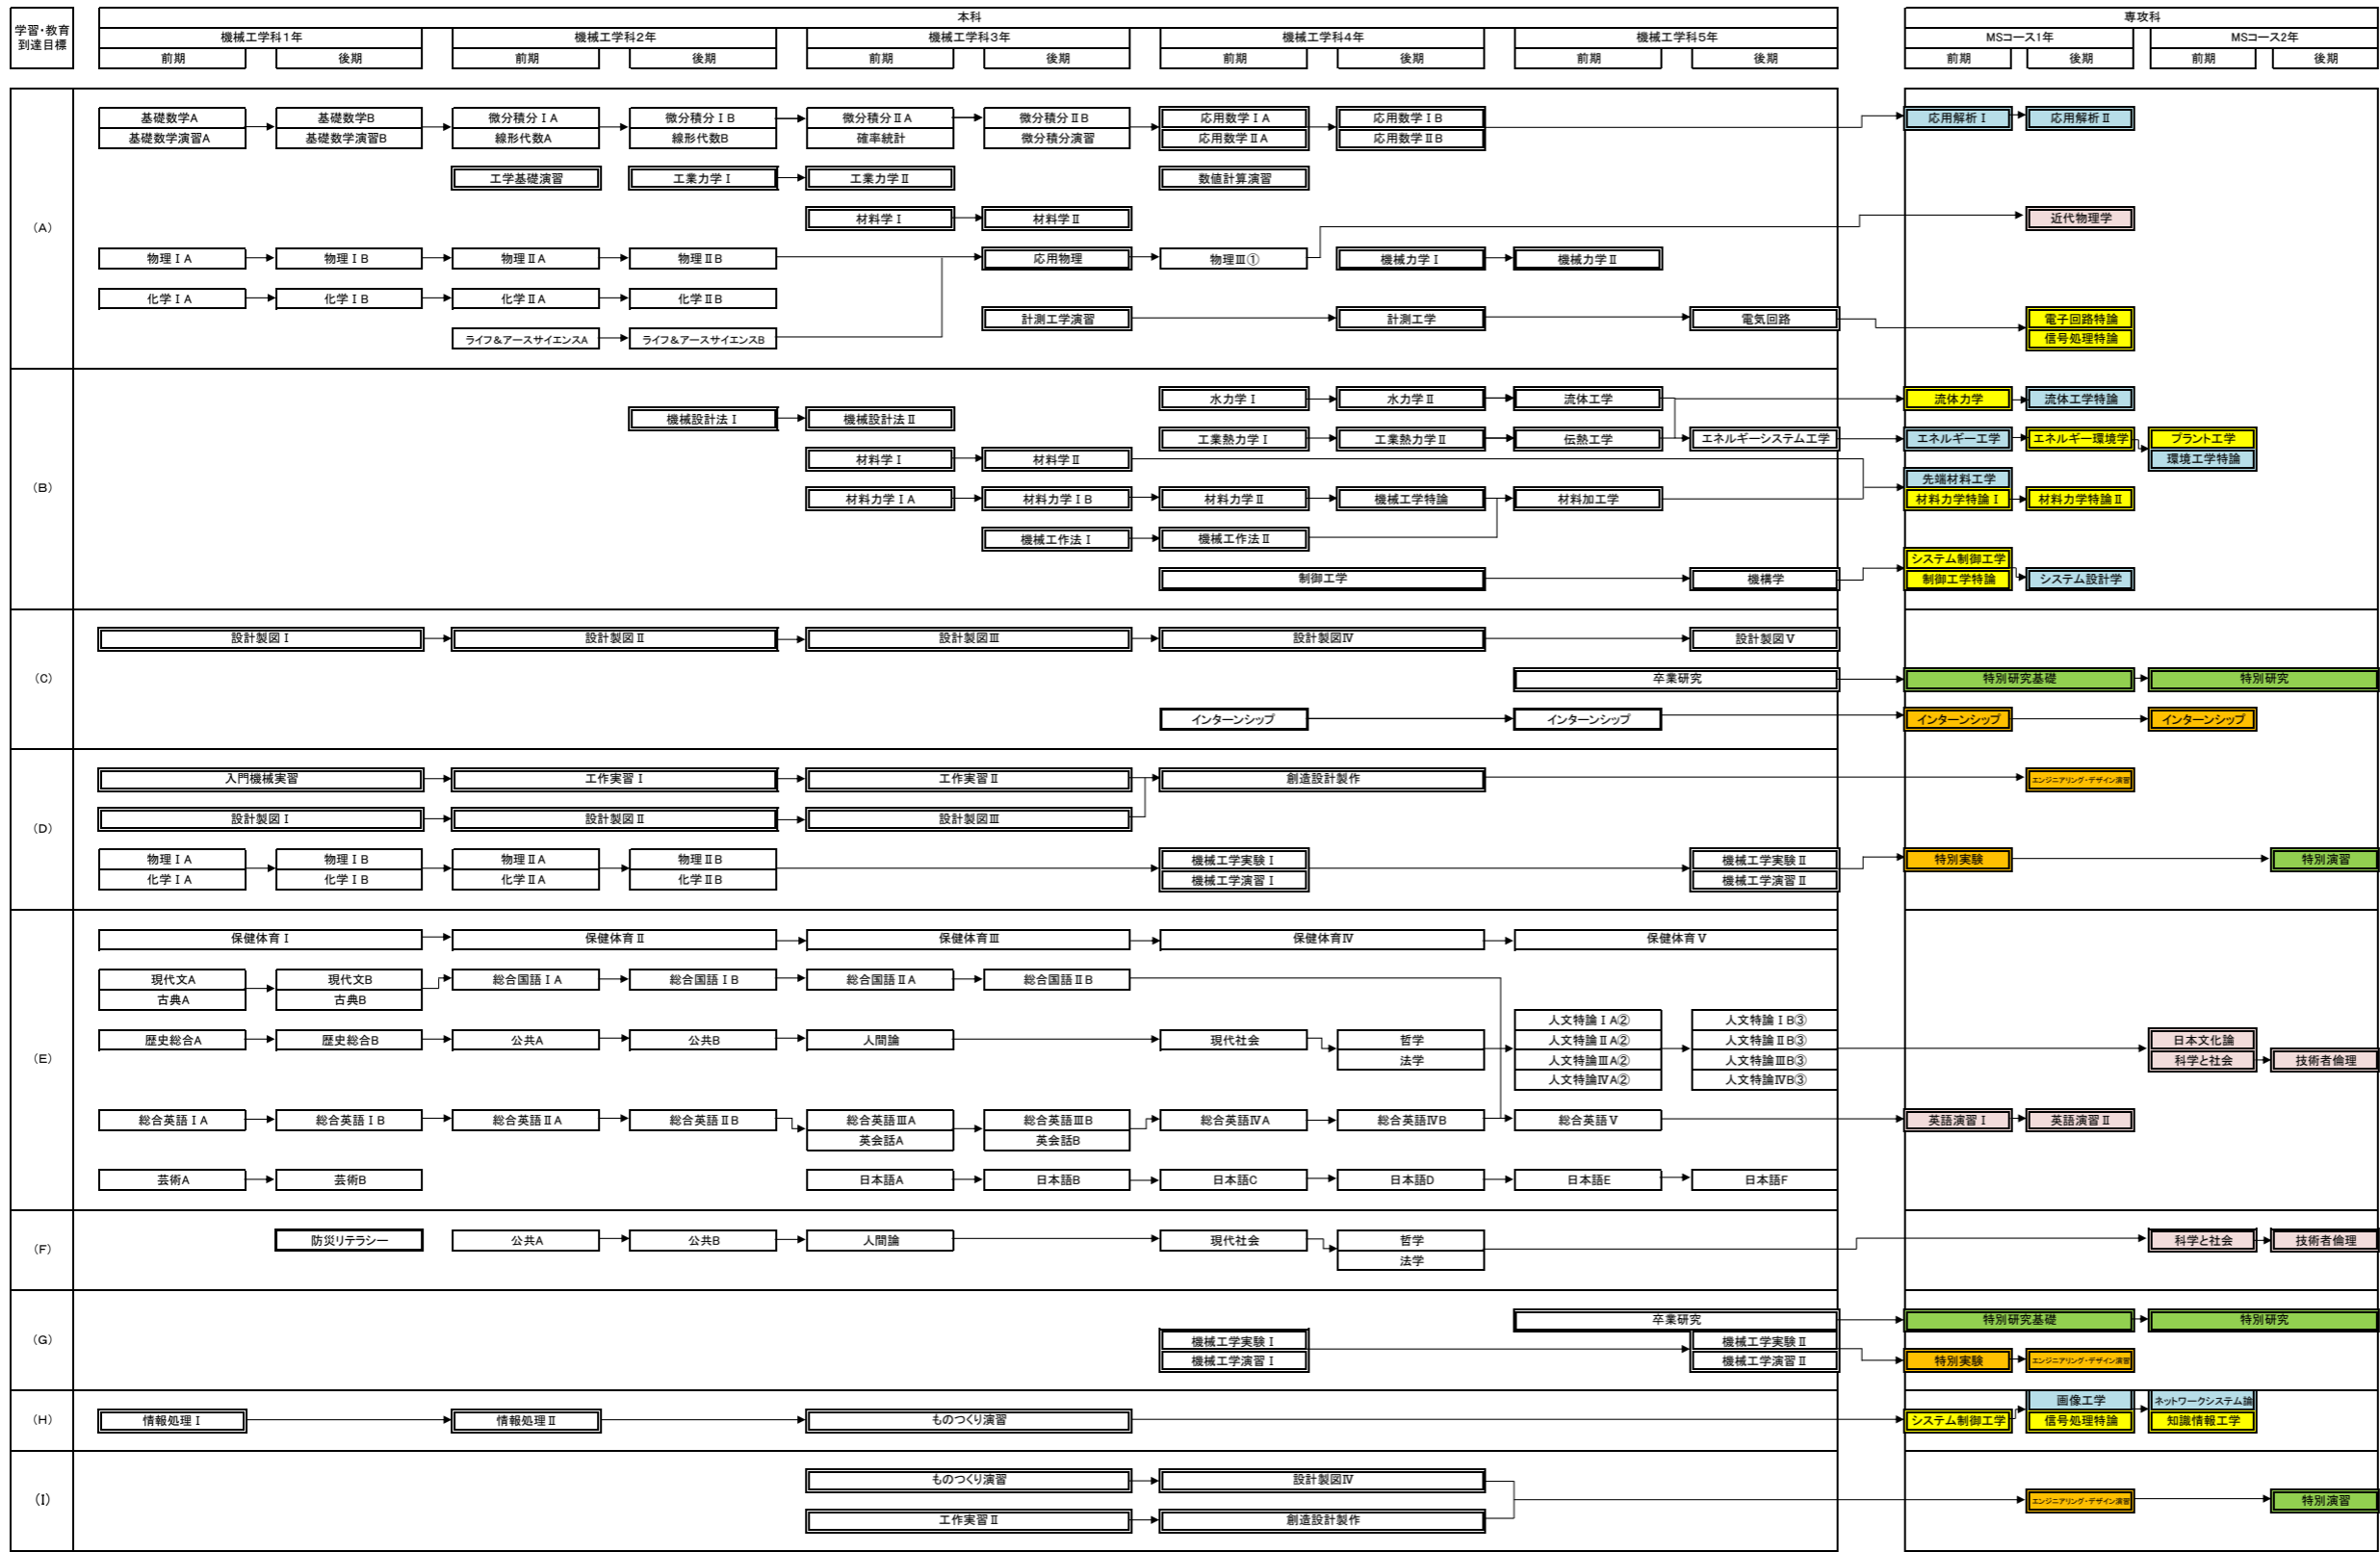 学習・教育
到達目標
本科
専攻科
機械工学科1年
機械工学科2年
機械工学科3年
機械工学科4年
機械工学科5年
MSコース1年
MSコース2年
前期 後期 前期 後期 前期 後期 前期 後期 前期 後期 前期 後期 前期 後期
(A)
基礎数学A 基礎数学B 微分積分ⅠA 微分積分ⅠB 微分積分ⅡA 微分積分ⅡB 応用数学ⅠA 応用数学ⅠB 応用解析Ⅰ 応用解析Ⅱ
基礎数学演習A 基礎数学演習B 線形代数A 線形代数B 確率統計 微分積分演習 応用数学ⅡA 応用数学ⅡB
工学基礎演習 工業力学Ⅰ 工業力学Ⅱ 数値計算演習
材料学Ⅰ 材料学Ⅱ 近代物理学
物理ⅠA 物理ⅠB 物理ⅡA 物理ⅡB 応用物理 物理Ⅲ① 機械力学Ⅰ 機械力学Ⅱ
化学ⅠA 化学ⅠB 化学ⅡA 化学ⅡB
計測工学演習 計測工学 電気回路 電子回路特論
ライフ&アースサイエンスA ライフ&アースサイエンスB 信号処理特論
(B)
水力学Ⅰ 水力学Ⅱ 流体工学 流体力学 流体工学特論
機械設計法Ⅰ 機械設計法Ⅱ
工業熱力学Ⅰ 工業熱力学Ⅱ 伝熱工学 エネルギーシステム工学 エネルギー工学 エネルギー環境学 プラント工学
材料学Ⅰ 材料学Ⅱ 環境工学特論
先端材料工学
材料力学ⅠA 材料力学ⅠB 材料力学Ⅱ 機械工学特論 材料加工学 材料力学特論Ⅰ 材料力学特論Ⅱ
機械工作法Ⅰ 機械工作法Ⅱ
システム制御工学
制御工学 機構学 制御工学特論 システム設計学
(C)
設計製図Ⅰ 設計製図Ⅱ 設計製図Ⅲ 設計製図Ⅳ 設計製図Ⅴ
卒業研究 特別研究基礎 特別研究
インターンシップ インターンシップ インターンシップ インターンシップ
(D)
入門機械実習 工作実習Ⅰ 工作実習Ⅱ 創造設計製作 エンジニアリング・デザイン演習
設計製図Ⅰ 設計製図Ⅱ 設計製図Ⅲ
物理ⅠA 物理ⅠB 物理ⅡA 物理ⅡB 機械工学実験Ⅰ 機械工学実験Ⅱ 特別実験 特別演習
化学ⅠA 化学ⅠB 化学ⅡA 化学ⅡB 機械工学演習Ⅰ 機械工学演習Ⅱ
(E)
保健体育Ⅰ 保健体育Ⅱ 保健体育Ⅲ 保健体育Ⅳ 保健体育Ⅴ
現代文A 現代文B 総合国語ⅠA 総合国語ⅠB 総合国語ⅡA 総合国語ⅡB
古典A 古典B
人文特論ⅠA② 人文特論ⅠB③
歴史総合A 歴史総合B 公共A 公共B 人間論 現代社会 哲学 人文特論ⅡA② 人文特論ⅡB③ 日本文化論
法学 人文特論ⅢA② 人文特論ⅢB③ 科学と社会 技術者倫理
人文特論ⅣA② 人文特論ⅣB③
総合英語ⅠA 総合英語ⅠB 総合英語ⅡA 総合英語ⅡB 総合英語ⅢA 総合英語ⅢB 総合英語ⅣA 総合英語ⅣB 総合英語Ⅴ 英語演習Ⅰ 英語演習Ⅱ
英会話A 英会話B
芸術A 芸術B 日本語A 日本語B 日本語C 日本語D 日本語E 日本語F
(F)
防災リテラシー 公共A 公共B 人間論 現代社会 哲学 科学と社会 技術者倫理
法学
(G)
卒業研究 特別研究基礎 特別研究
機械工学実験Ⅰ 機械工学実験Ⅱ
機械工学演習Ⅰ 機械工学演習Ⅱ 特別実験 エンジニアリング・デザイン演習
(H)
画像工学 ネットワークシステム論
情報処理Ⅰ 情報処理Ⅱ ものつくり演習 システム制御工学 信号処理特論 知識情報工学
(I)
ものつくり演習 設計製図Ⅳ
エンジニアリング・デザイン演習 特別演習
工作実習Ⅱ 創造設計製作